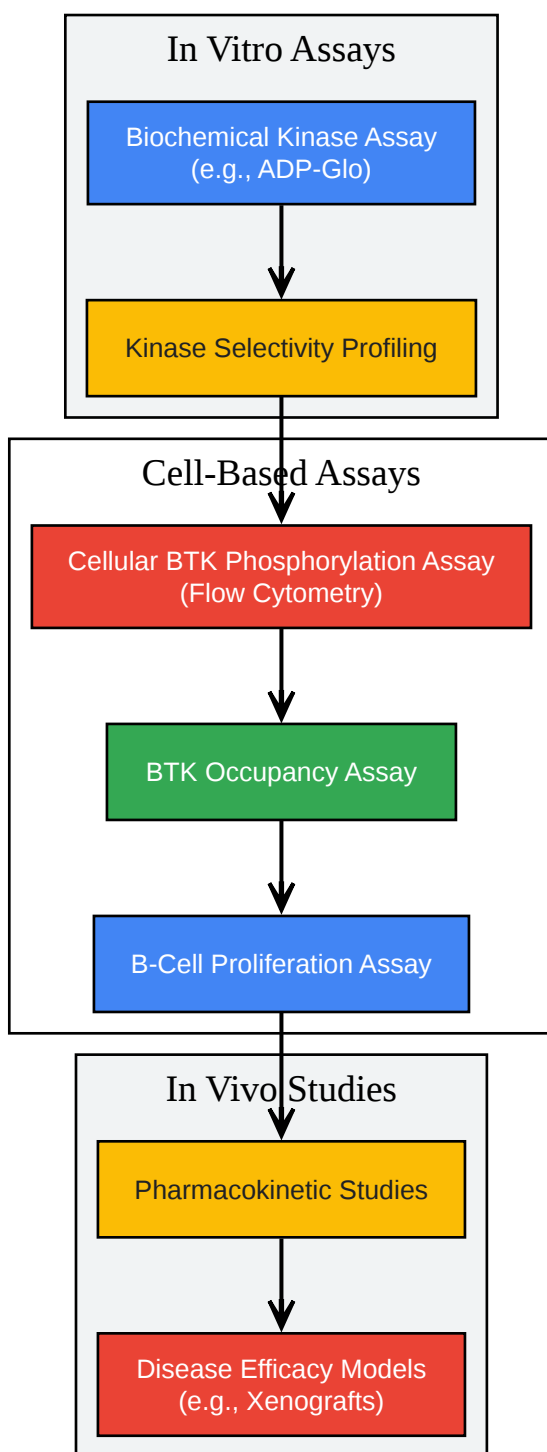 In Vitro Assays
Biochemical Kinase Assay
(e.g., ADP-Glo)
Kinase Selectivity Profiling
Cell-Based Assays
Cellular BTK Phosphorylation Assay
(Flow Cytometry)
BTK Occupancy Assay
B-Cell Proliferation Assay
In Vivo Studies
Pharmacokinetic Studies
Disease Efficacy Models
(e.g., Xenografts)